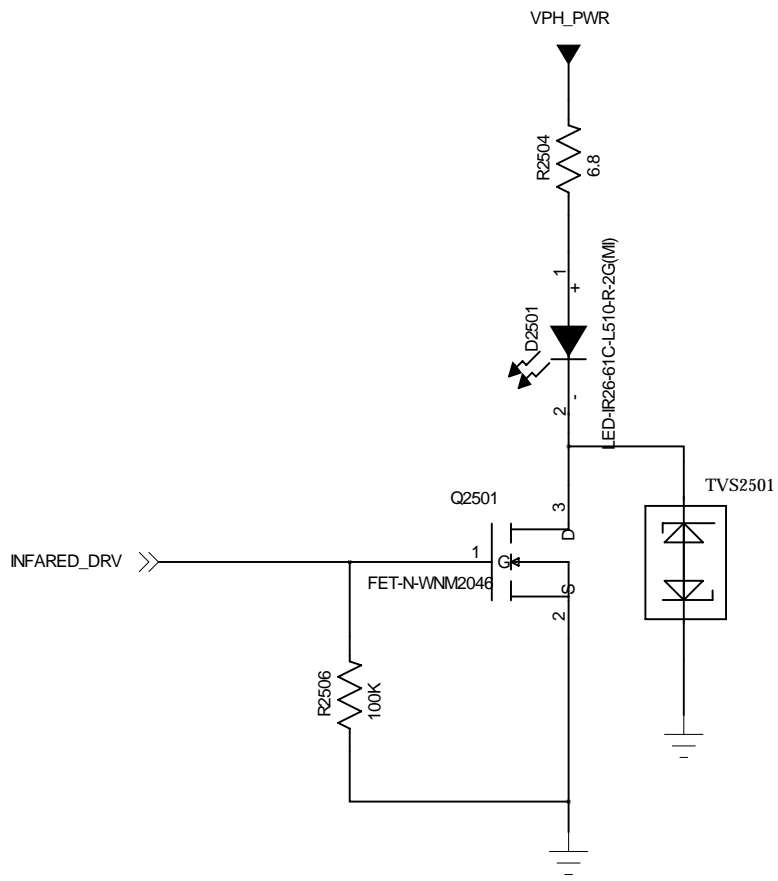 VPH_PWR
R2504
6.8
1
+
D2501
LED-IR26-61C-L510-R-2G(MI)
-
2
TVS2501
Q2501
3
D
INFARED_DRV
1
G
FET-N-WNM2046
S
2
R2506
100K